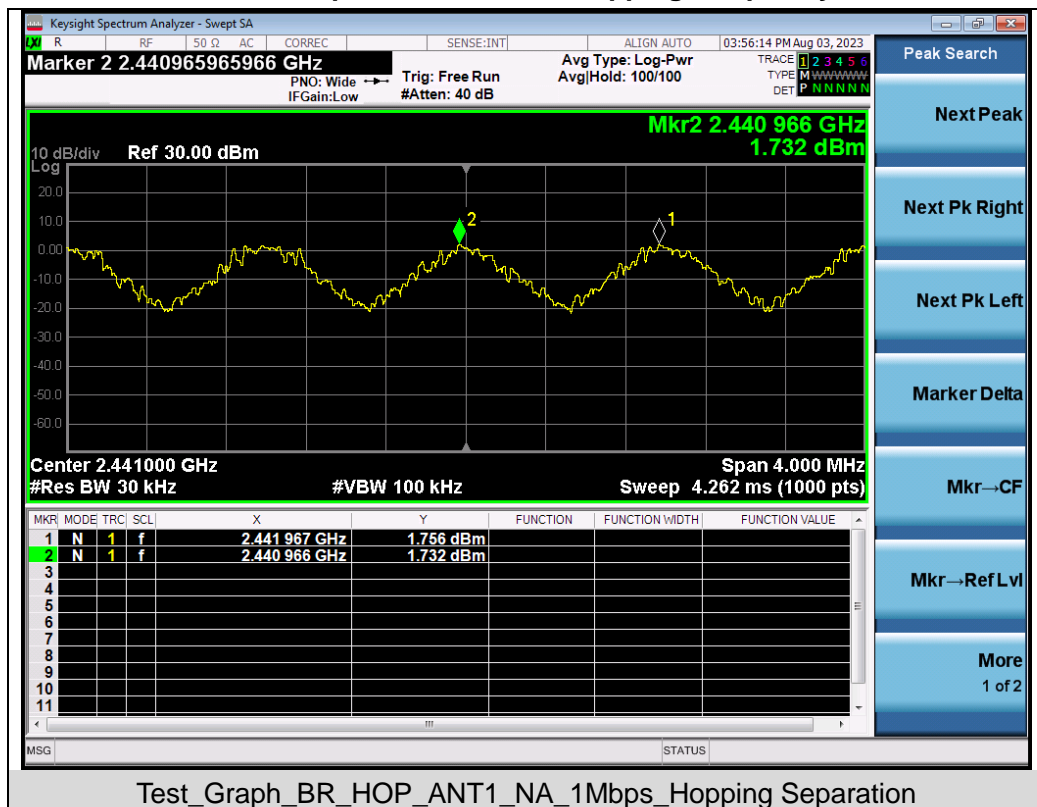 Keysight Spectrum Analyzer - Swept SA
LXI R RF 50 Ω AC CORREC SENSE:INT ALIGN AUTO 03:56:14 PM Aug 03, 2023
Marker 2 2.440965965966 GHz
PNO: Wide
IFGain:Low
Trig: Free Run
#Atten: 40 dB
Avg Type: Log-Pwr
Avg|Hold: 100/100
TRACE 1 2 3 4 5 6
TYPE M WWWWW
DET P N N N N N
Mkr2 2.440 966 GHz
1.732 dBm
10 dB/div Ref 30.00 dBm
Log
20.0
10.0
0.00
-10.0
-20.0
-30.0
-40.0
-50.0
-60.0
2
1
Center 2.441000 GHz Span 4.000 MHz
#Res BW 30 kHz #VBW 100 kHz Sweep 4.262 ms (1000 pts)
MKR MODE TRC SCL X Y FUNCTION FUNCTION WIDTH FUNCTION VALUE
1 N 1 f 2.441 967 GHz 1.756 dBm
2 N 1 f 2.440 966 GHz 1.732 dBm
3
4
5
6
7
8
9
10
11
MSG STATUS
Peak Search
Next Peak
Next Pk Right
Next Pk Left
Marker Delta
Mkr→CF
Mkr→Ref Lvl
More
1 of 2
Test_Graph_BR_HOP_ANT1_NA_1Mbps_Hopping Separation